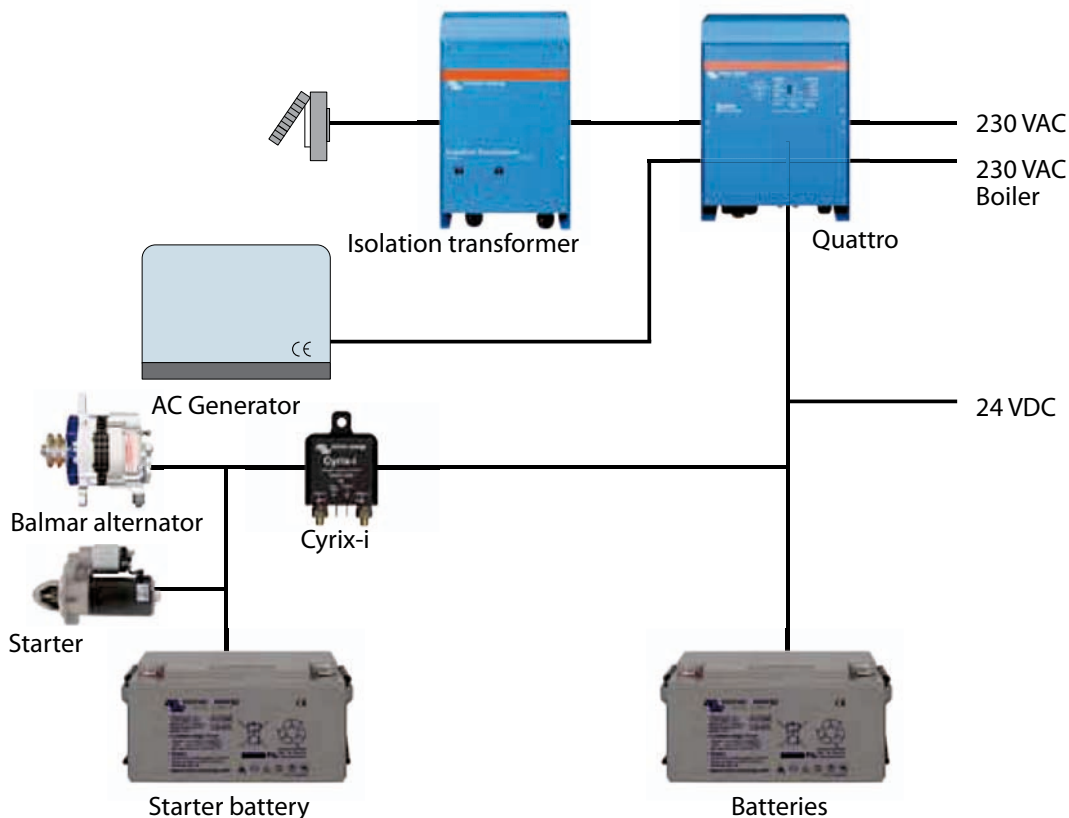 230 VAC
230 VAC
Boiler
Isolation transformer
Quattro
CE
AC Generator
24 VDC
Cyrix-i
Balmar alternator
Cyrix-i
Starter
Starter battery
Batteries